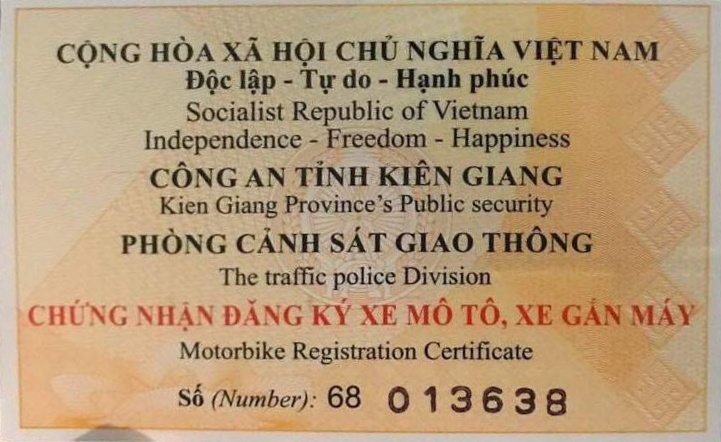 CỘNG HÒA XÃ HỘI CHỦ NGHĨA VIỆT NAM
Độc lập - Tự do - Hạnh phúc
Socialist Republic of Vietnam
Independence - Freedom - Happiness
CÔNG AN TỈNH KIÊN GIANG
Kien Giang Province's Public security
PHÒNG CẢNH SÁT GIAO THÔNG
The traffic police Division
CHỨNG NHẬN ĐĂNG KÝ XE MÔ TÔ, XE GẮN MÁY
Motorbike Registration Certificate
Số (Number): 68 013638